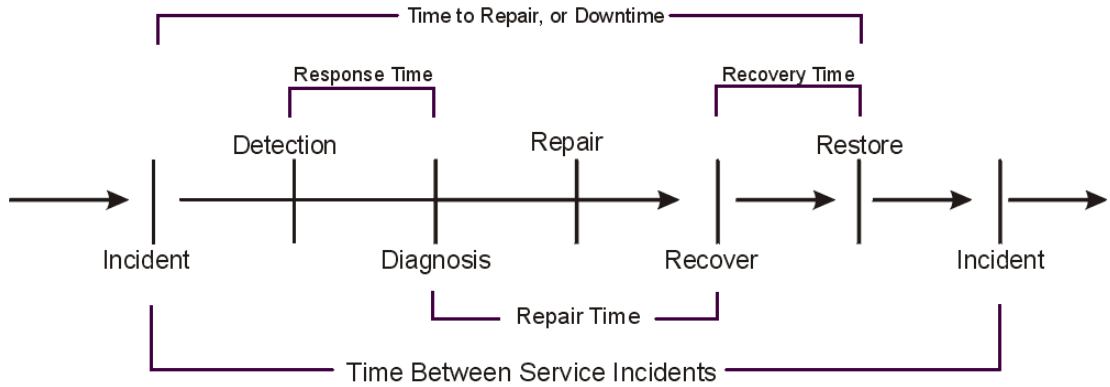 Time to Repair, or Downtime
Response Time
Recovery Time
Detection
Repair
Restore
Incident
Diagnosis
Recover
Incident
Repair Time
Time Between Service Incidents